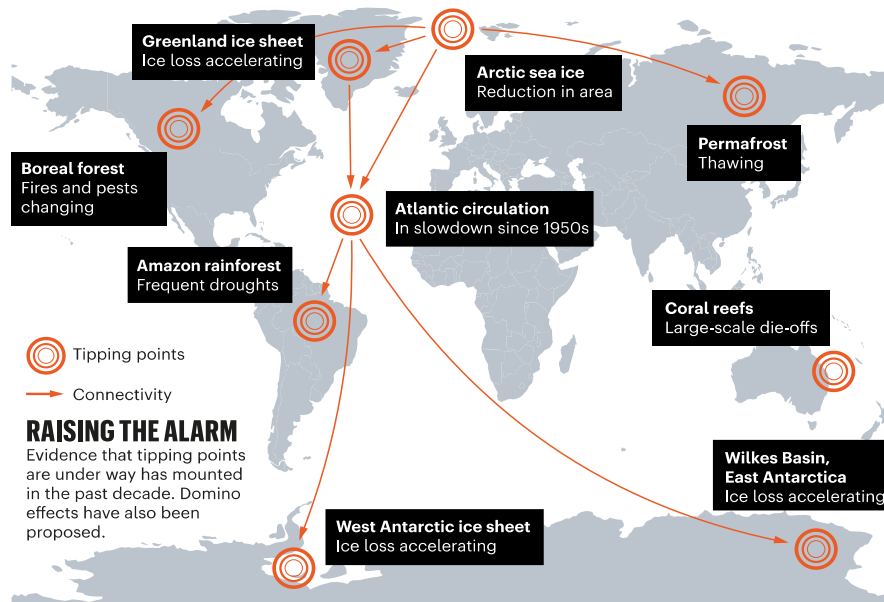 Greenland ice sheet
Ice loss accelerating
Arctic sea ice
Reduction in area
Permafrost
Thawing
Boreal forest
Fires and pests
changing
Atlantic circulation
In slowdown since 1950s
Amazon rainforest
Frequent droughts
Coral reefs
Large-scale die-offs
Tipping points
Connectivity
RAISING THE ALARM
Evidence that tipping points
are under way has mounted
in the past decade. Domino
effects have also been
proposed.
Wilkes Basin,
East Antarctica
Ice loss accelerating
West Antarctic ice sheet
Ice loss accelerating